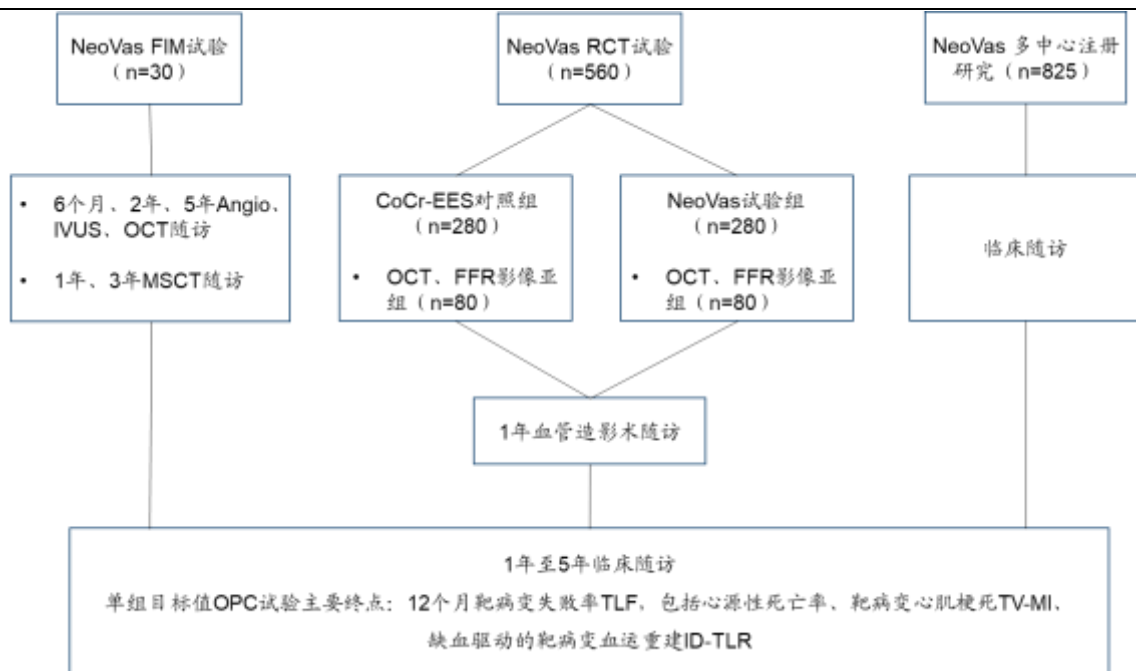 NeoVas FIM试验
（n=30）
NeoVas RCT试验
（n=560）
NeoVas 多中心注册
研究（n=825）
• 6个月、2年、5年Angio、
IVUS、OCT随访
• 1年、3年MSCT随访
CoCr-EES对照组
（n=280）
• OCT、FFR影像亚
组（n=80）
NeoVas试验组
（n=280）
• OCT、FFR影像亚
组（n=80）
临床随访
1年血管造影术随访
1年至5年临床随访
单组目标值OPC试验主要终点：12个月靶病变失败率TLF，包括心源性死亡率、靶病变心肌梗死TV-MI、
缺血驱动的靶病变血运重建ID-TLR